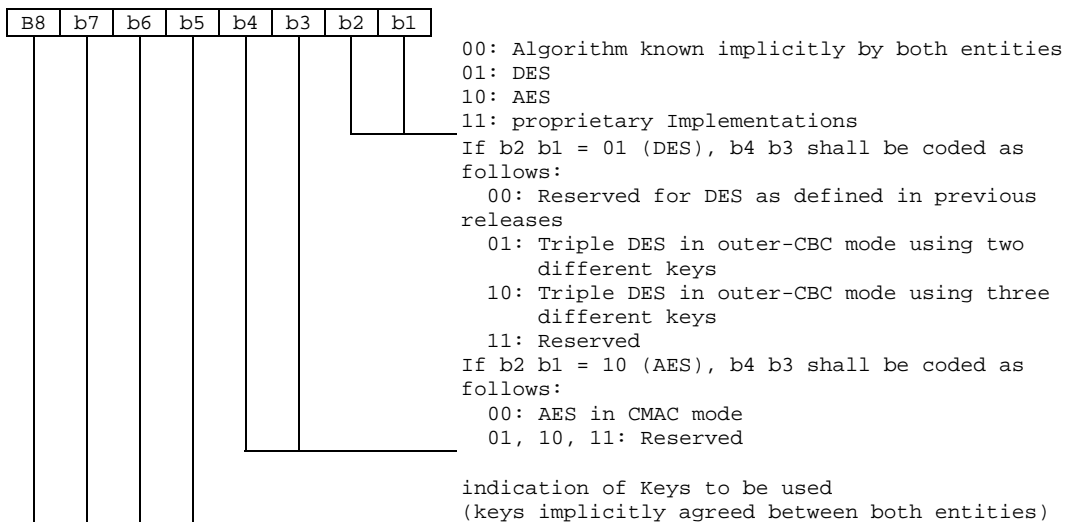 B8 b7 b6 b5 b4 b3 b2 b1
00: Algorithm known implicitly by both entities
01: DES
10: AES
11: proprietary Implementations
If b2 b1 = 01 (DES), b4 b3 shall be coded as
follows:
00: Reserved for DES as defined in previous
releases
01: Triple DES in outer-CBC mode using two
different keys
10: Triple DES in outer-CBC mode using three
different keys
11: Reserved
If b2 b1 = 10 (AES), b4 b3 shall be coded as
follows:
00: AES in CMAC mode
01, 10, 11: Reserved
indication of Keys to be used
(keys implicitly agreed between both entities)